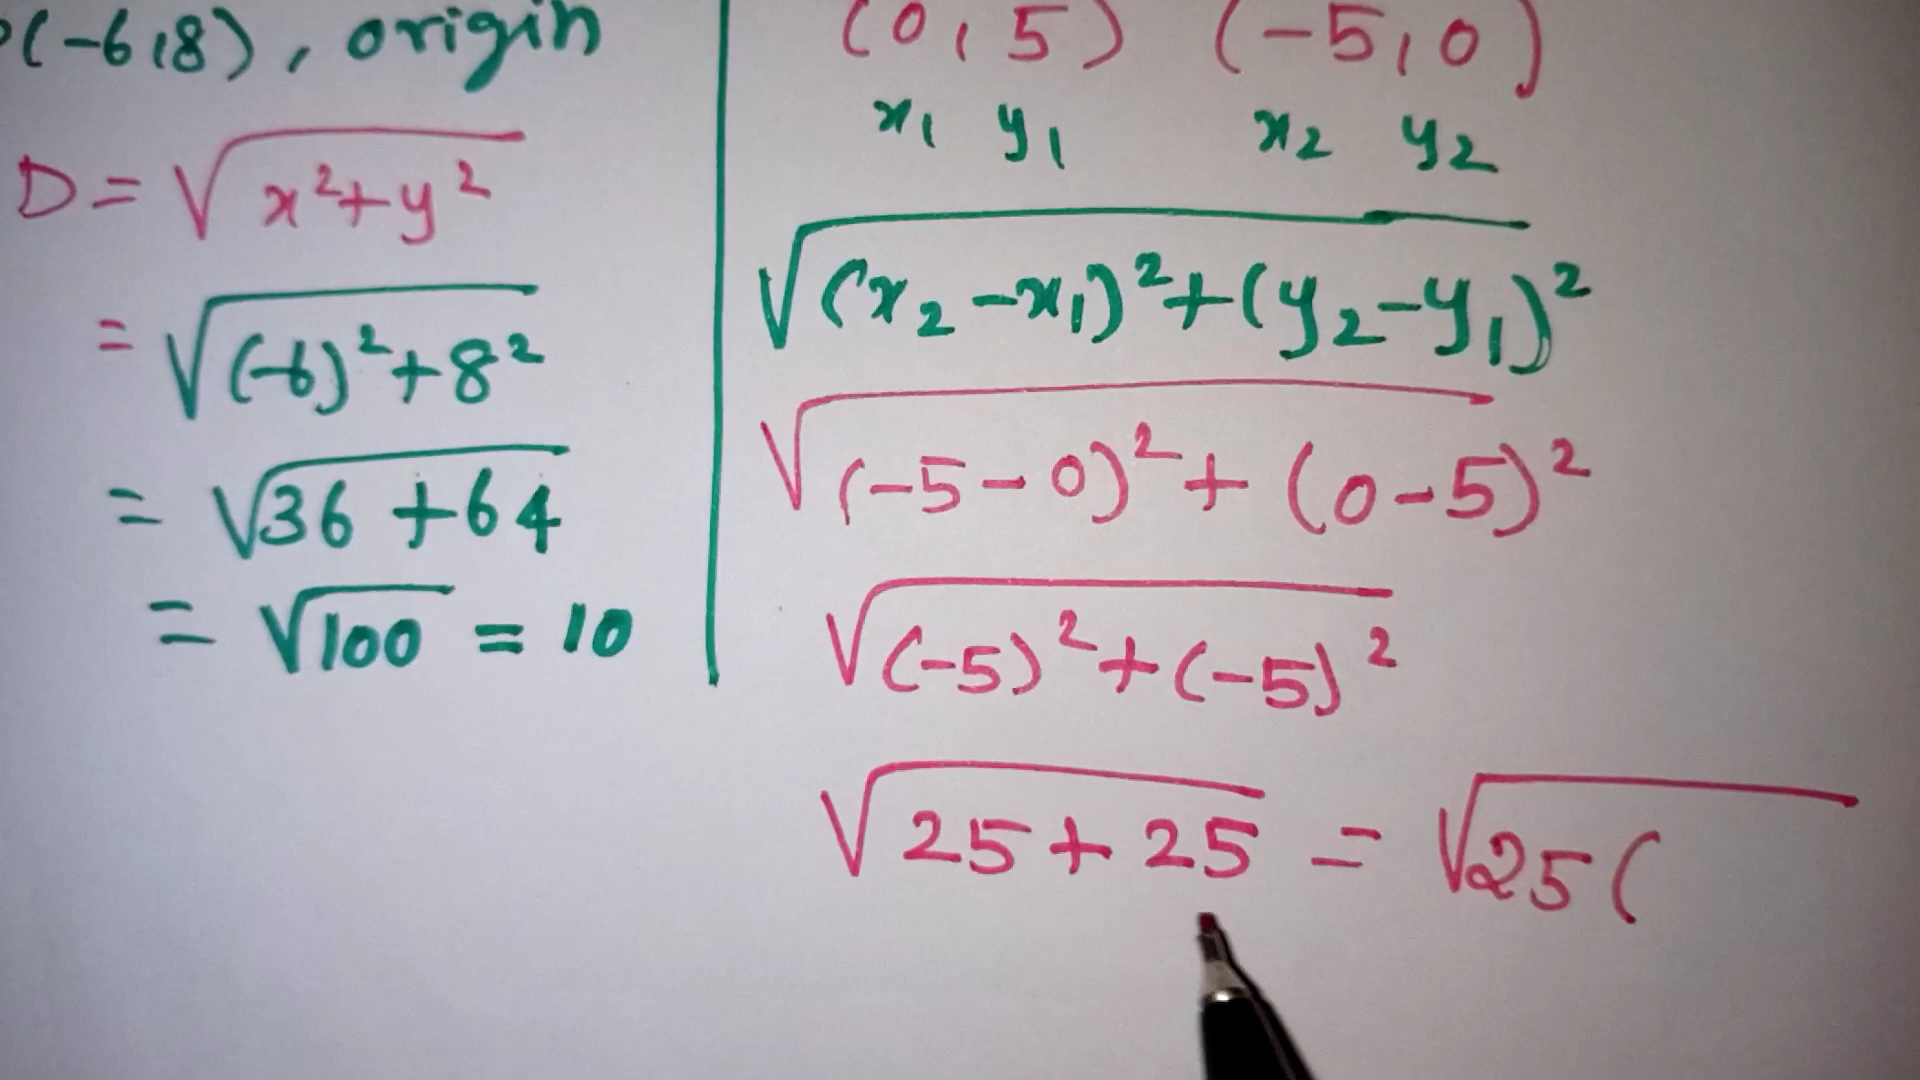 P(-6,8), origin
D = √x²+y²
= √(-6)²+8²
= √36+64
= √100 = 10
(0,5) (-5,0)
x₁ y₁ x₂ y₂
√(x₂-x₁)²+(y₂-y₁)²
√(-5-0)²+(0-5)²
√(-5)²+(-5)²
√25+25 = √25(